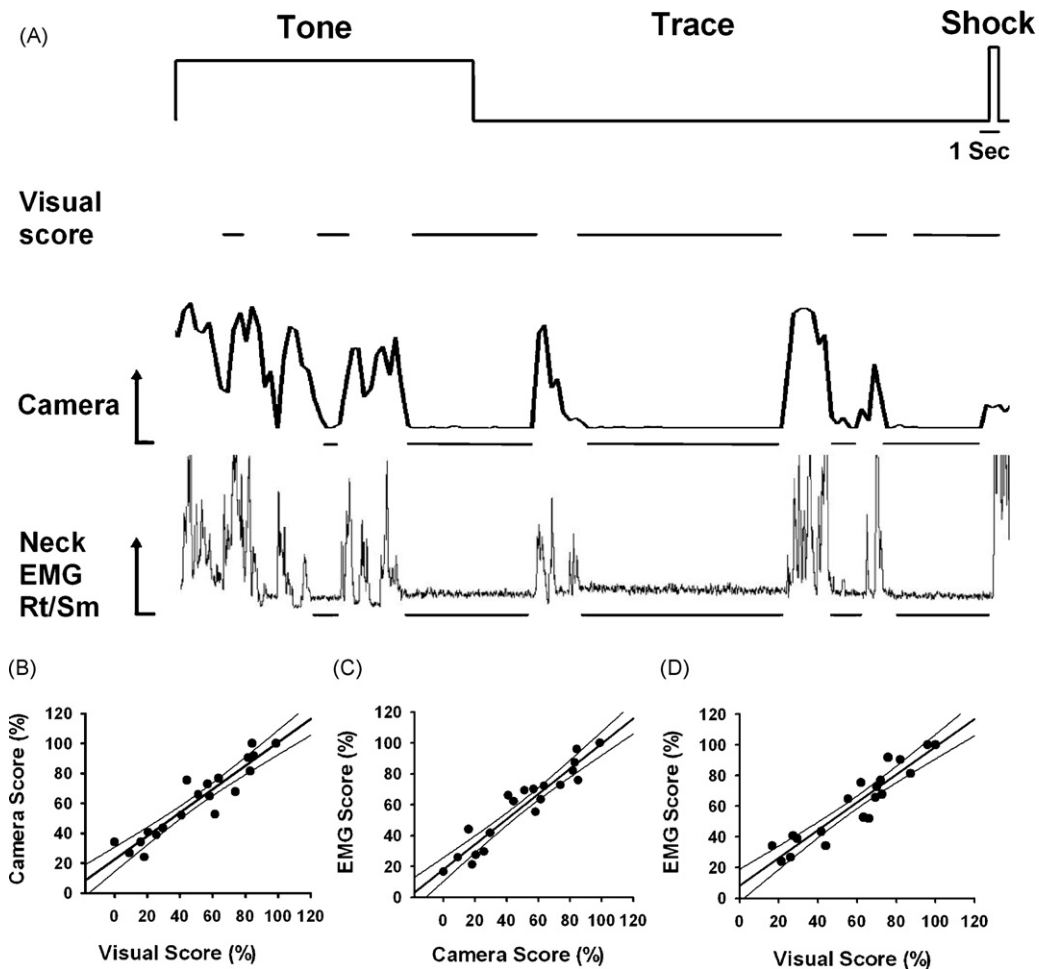 (A)
Tone
Trace
Shock
1 Sec
Visual
score
Camera
Neck
EMG
Rt/Sm
(B)
Camera Score (%)
120
100
80
60
40
20
0
0 20 40 60 80 100 120
Visual Score (%)
(C)
EMG Score (%)
120
100
80
60
40
20
0
0 20 40 60 80 100 120
Camera Score (%)
(D)
EMG Score (%)
120
100
80
60
40
20
0
0 20 40 60 80 100 120
Visual Score (%)